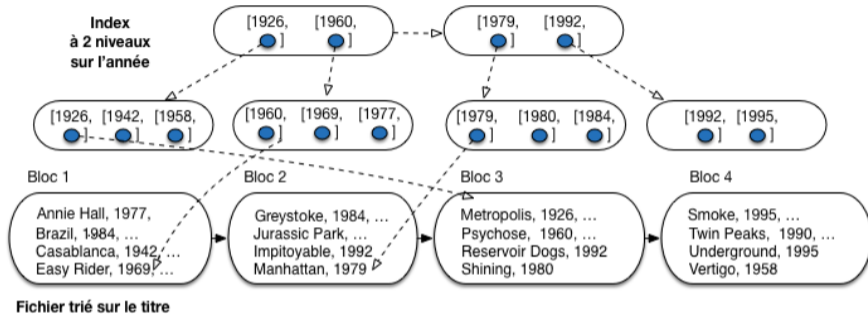 Index
à 2 niveaux
sur l'année
[1926, ] [1960, ]
[1979, ] [1992, ]
[1926, ] [1942, ] [1958, ]
[1960, ] [1969, ] [1977, ]
[1979, ] [1980, ] [1984, ]
[1992, ] [1995, ]
Bloc 1
Annie Hall, 1977,
Brazil, 1984, ...
Casablanca, 1942, ...
Easy Rider, 1969, ...
Bloc 2
Greystoke, 1984, ...
Jurassic Park, ...
Impitoyable, 1992
Manhattan, 1979
Bloc 3
Metropolis, 1926, ...
Psychose, 1960, ...
Reservoir Dogs, 1992
Shining, 1980
Bloc 4
Smoke, 1995, ...
Twin Peaks, 1990, ...
Underground, 1995
Vertigo, 1958
Fichier trié sur le titre